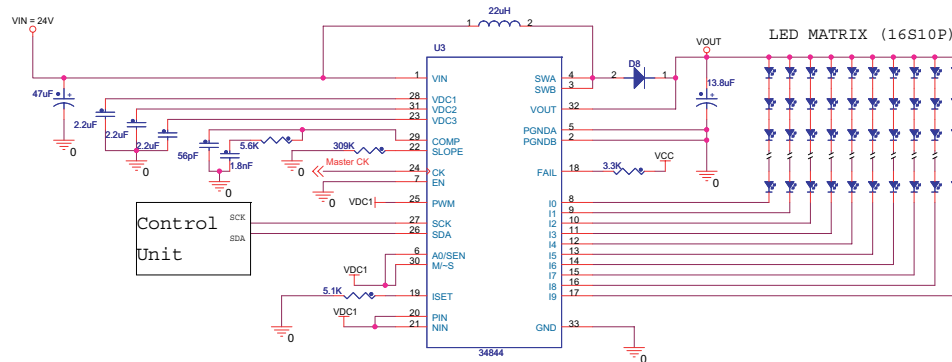 VIN = 24V
22uH
1 2
U3
VOUT
LED MATRIX (16S10P)
D8
2 1
47uF
13.8uF
2.2uF
2.2uF
2.2uF
0
0
0
1 VIN
28 VDC1
31 VDC2
23 VDC3
29 COMP
22 SLOPE
24 CK
7 EN
25 PWM
27 SCK
26 SDA
6 A0/SEN
30 M/~S
19 ISET
20 PIN
21 NIN
SWA 4
SWB 3
VOUT 32
PGNDA 5
PGNDB 2
FAIL 18
I0 8
I1 9
I2 10
I3 11
I4 12
I5 13
I6 14
I7 15
I8 16
I9 17
GND 33
34844
56pF
1.8nF
5.6K
309K
0
0
Master CK
0
VDC1
Control
Unit
SCK
SDA
VDC1
5.1K
0
VDC1
0
3.3K
VCC
0